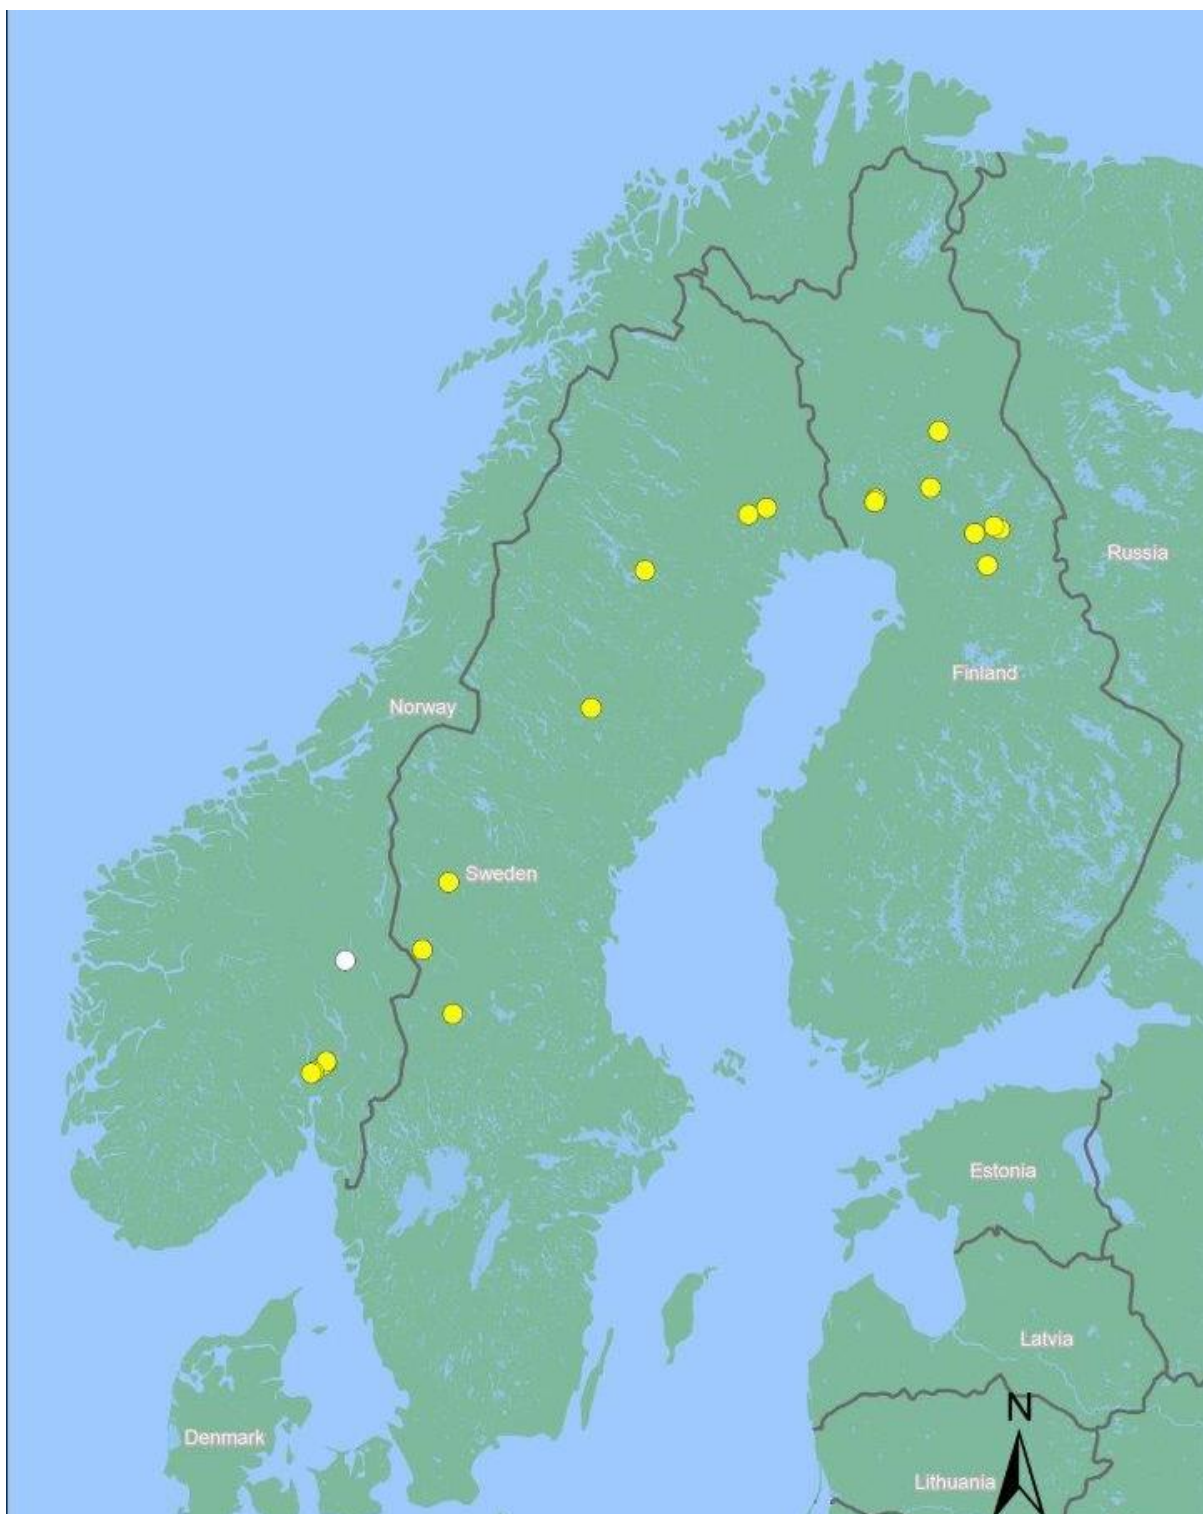 Russia
Finland
Norway
Sweden
Estonia
Latvia
N
Denmark
Lithuania